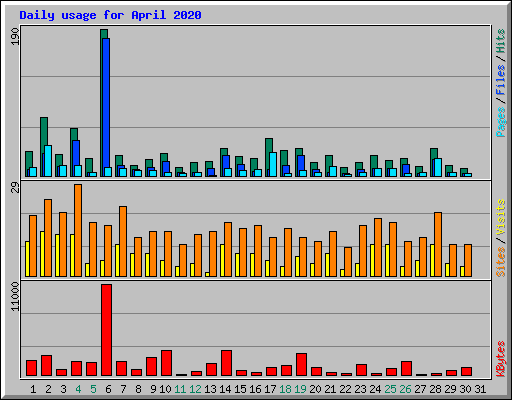 Daily usage for April 2020
190
Pages / Files / Hits
29
Sites / Visits
11000
KBytes
1 2 3 4 5 6 7 8 9 10 11 12 13 14 15 16 17 18 19 20 21 22 23 24 25 26 27 28 29 30 31